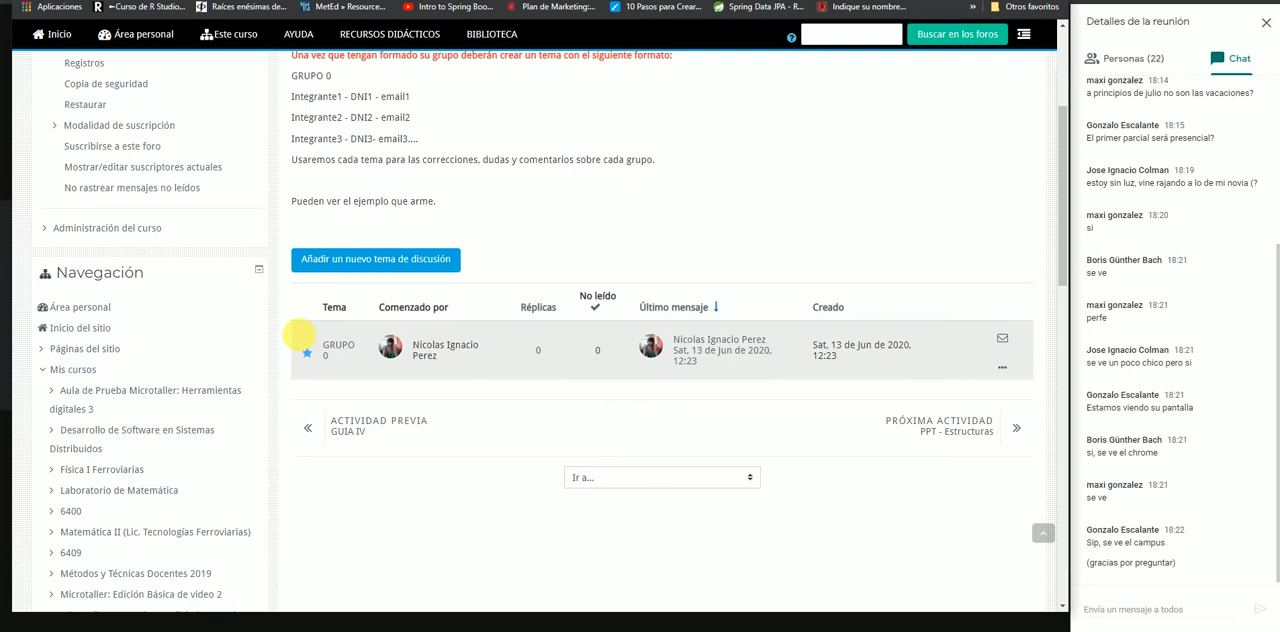 Aplicaciones
Curso de R Studio...
Raíces enésimas de...
MetEd » Resource...
Intro to Spring Boo...
Plan de Marketing:...
10 Pasos para Crear...
Spring Data JPA - R...
Indique su nombre...
»
Otros favoritos
Inicio
Área personal
Este curso
AYUDA
RECURSOS DIDÁCTICOS
BIBLIOTECA
Buscar en los foros
Registros
Copia de seguridad
Restaurar
Modalidad de suscripción
Suscribirse a este foro
Mostrar/editar suscriptores actuales
No rastrear mensajes no leídos
Administración del curso
Navegación
Área personal
Inicio del sitio
Páginas del sitio
Mis cursos
Aula de Prueba Microtaller: Herramientas
digitales 3
Desarrollo de Software en Sistemas
Distribuidos
Física I Ferroviarias
Laboratorio de Matemática
6400
Matemática II (Lic. Tecnologías Ferroviarias)
6409
Métodos y Técnicas Docentes 2019
Microtaller: Edición Básica de video 2
Una vez que tengan formado su grupo deberán crear un tema con el siguiente formato:
GRUPO 0
Integrante1 - DNI1 - email1
Integrante2 - DNI2 - email2
Integrante3 - DNI3- email3....
Usaremos cada tema para las correcciones, dudas y comentarios sobre cada grupo.
Pueden ver el ejemplo que arme.
Añadir un nuevo tema de discusión
Tema
Comenzado por
Réplicas
No leído
Último mensaje
Creado
GRUPO
0
Nicolas Ignacio
Perez
0
0
Nicolas Ignacio Perez
Sat, 13 de Jun de 2020,
12:23
Sat, 13 de Jun de 2020,
12:23
ACTIVIDAD PREVIA
GUIA IV
PRÓXIMA ACTIVIDAD
PPT - Estructuras
Ir a...
Detalles de la reunión
Personas (22)
Chat
maxi gonzalez 18:14
a principios de julio no son las vacaciones?
Gonzalo Escalante 18:15
El primer parcial será presencial?
Jose Ignacio Colman 18:19
estoy sin luz, vine rajando a lo de mi novia (?
maxi gonzalez 18:20
si
Boris Günther Bach 18:21
se ve
maxi gonzalez 18:21
perfe
Jose Ignacio Colman 18:21
se ve un poco chico pero si
Gonzalo Escalante 18:21
Estamos viendo su pantalla
Boris Günther Bach 18:21
si, se ve el chrome
maxi gonzalez 18:21
se ve
Gonzalo Escalante 18:22
Sip, se ve el campus
(gracias por preguntar)
Envía un mensaje a todos